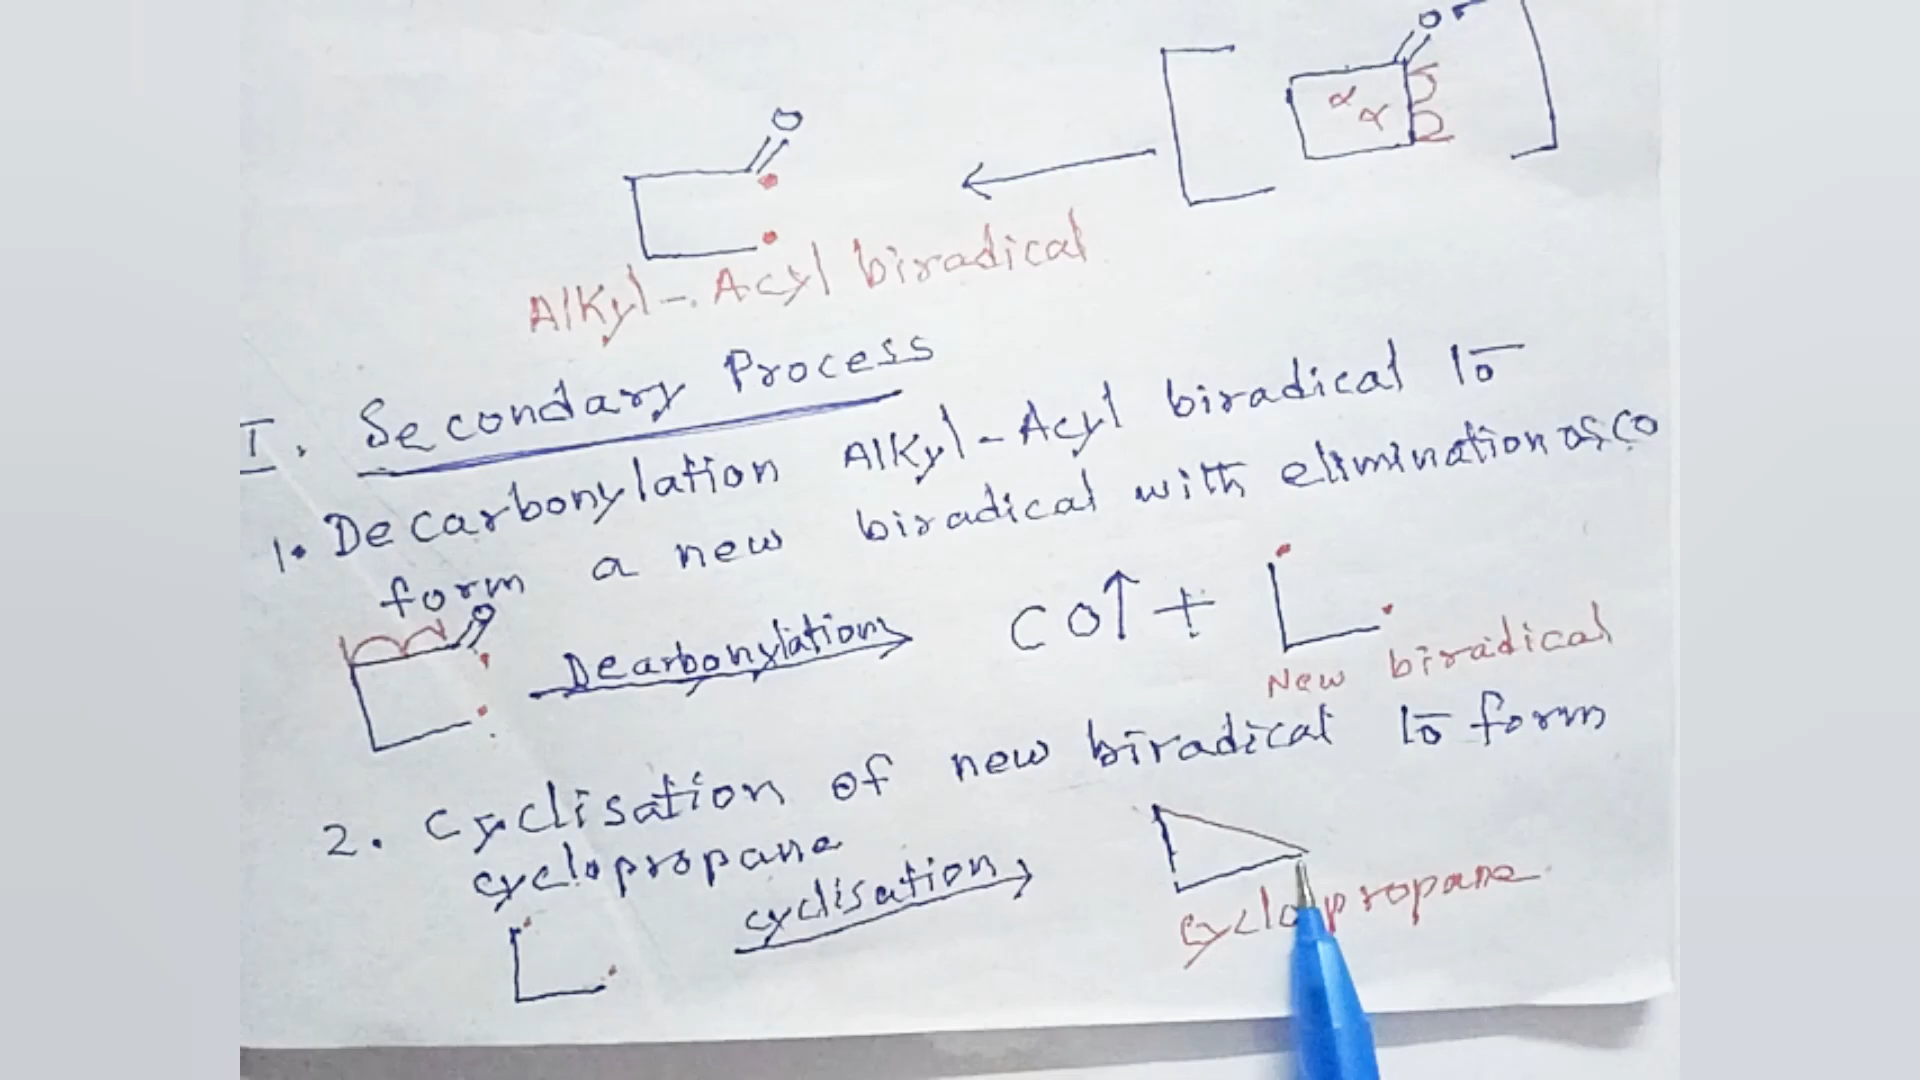 O
α α
O
Alkyl-Acyl biradical
I. Secondary Process
1. Decarbonylation Alkyl-Acyl biradical to
form a new biradical with elimination of CO
O
Decarbonylation CO↑ +
New biradical
2. Cyclisation of new biradical to form
cyclopropane
cyclisation
cyclopropane